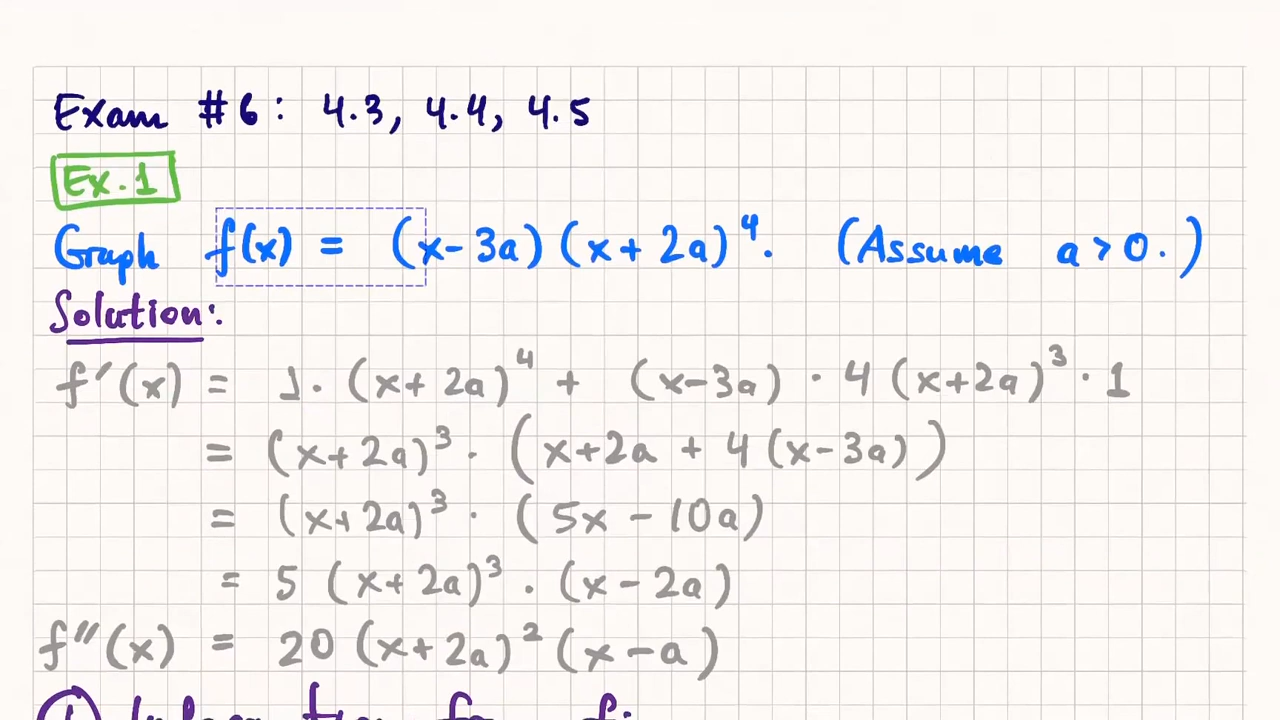 Exam #6: 4.3, 4.4, 4.5
Ex. 1
Graph f(x) = (x-3a)(x+2a)⁴. (Assume a>0.)
Solution:
f'(x) = 1·(x+2a)⁴ + (x-3a)·4(x+2a)³·1
= (x+2a)³·(x+2a + 4(x-3a))
= (x+2a)³·(5x - 10a)
= 5(x+2a)³·(x-2a)
f''(x) = 20(x+2a)²(x-a)